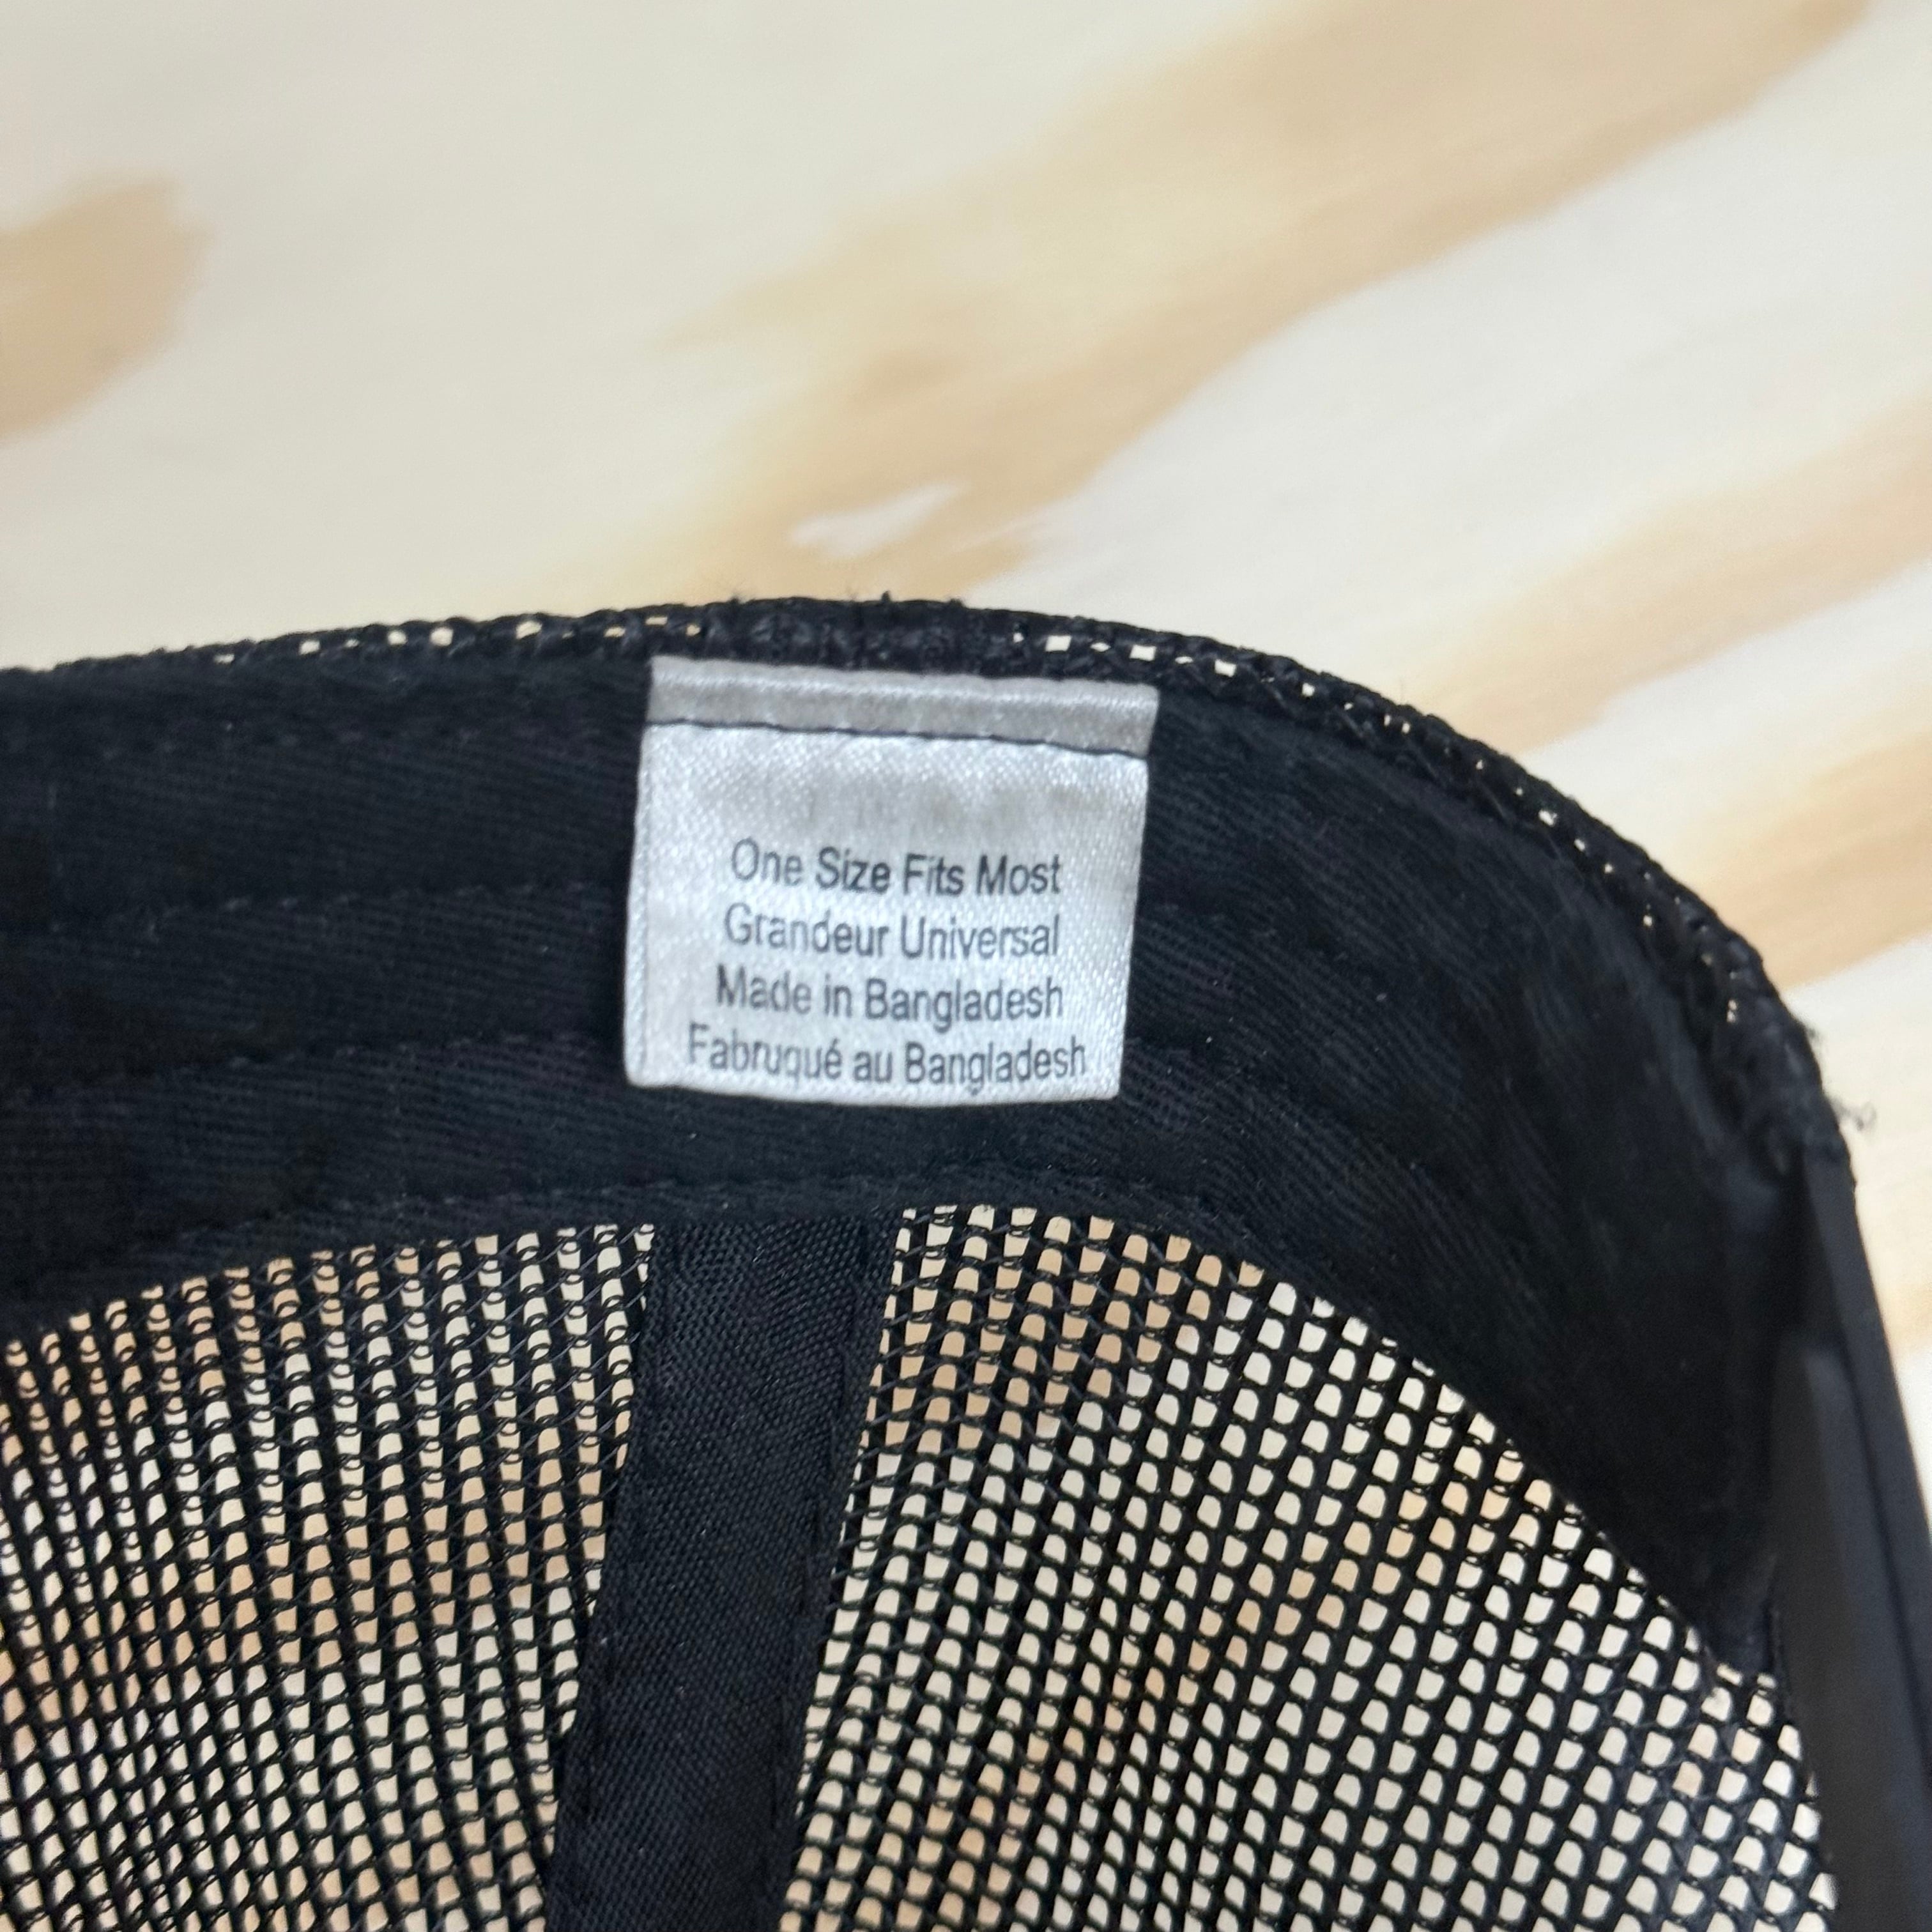 One Size Fits Most
Grandeur Universal
Made in Bangladesh
Fabruqué au Bangladesh